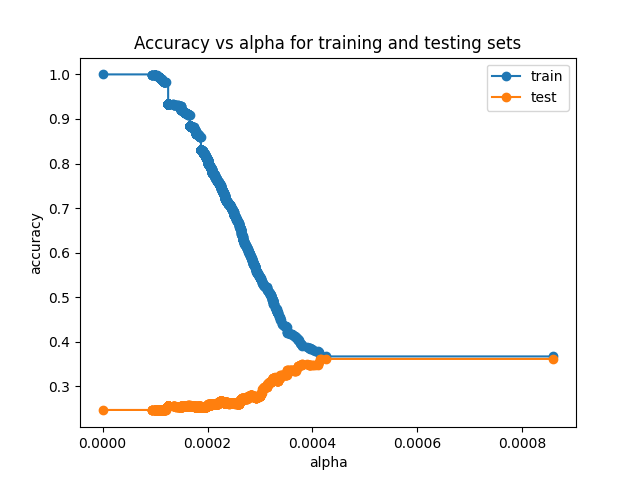 Accuracy vs alpha for training and testing sets
train
test
1.0
0.9
0.8
0.7
0.6
0.5
0.4
0.3
accuracy
0.0000
0.0002
0.0004
0.0006
0.0008
alpha